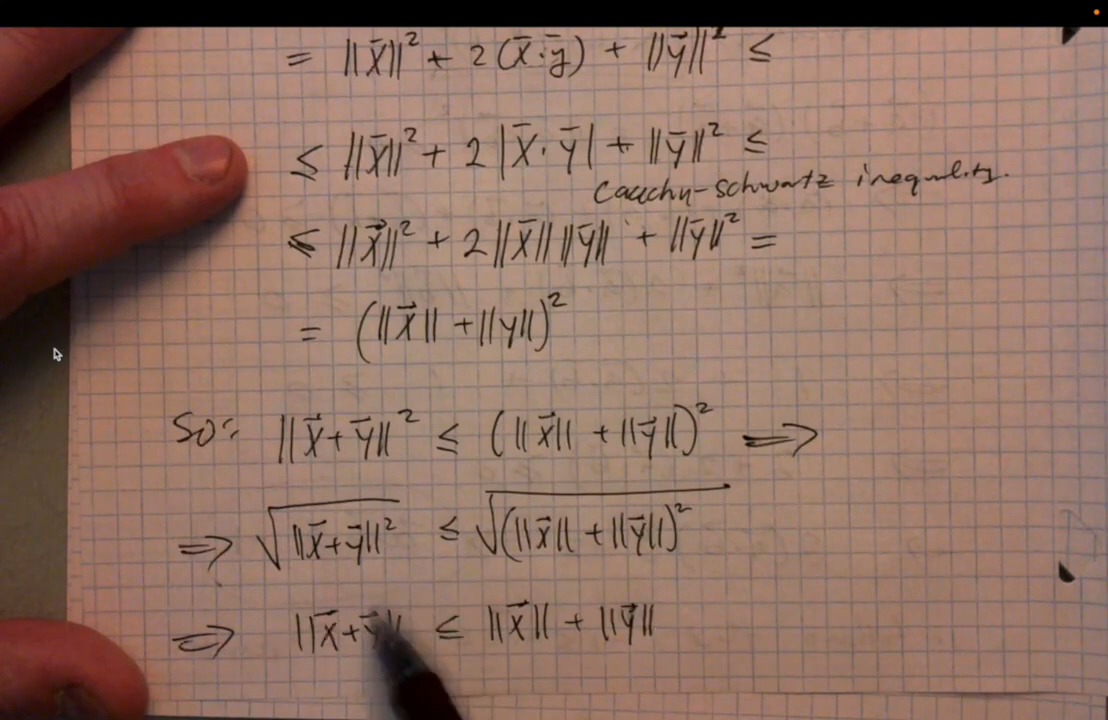 = ||x̄||² + 2 (x̄·ȳ) + ||ȳ||² ≤
≤ ||x̄||² + 2 |x̄·ȳ| + ||ȳ||² ≤
Cauchy-Schwartz inequality.
≤ ||x⃗||² + 2||x̄|| ||ȳ|| + ||ȳ||² =
= (||x⃗|| + ||y||)²
SO: ||x⃗+ȳ||² ≤ (||x⃗|| + ||ȳ||)² ⟹
⟹ √||x̄+ȳ||² ≤ √(||x⃗|| + ||ȳ||)²
⟹ ||x̄+ȳ|| ≤ ||x⃗|| + ||y⃗||